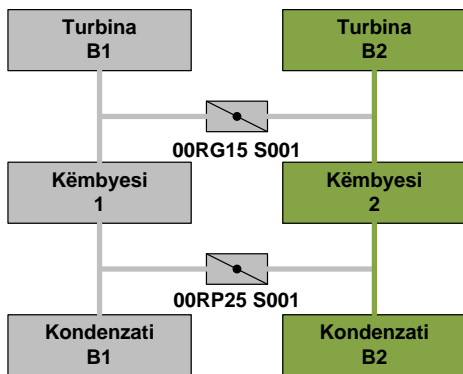 Turbina
B1
Turbina
B2
00RG15 S001
Këmbyesi
1
Këmbyesi
2
00RP25 S001
Kondenzati
B1
Kondenzati
B2